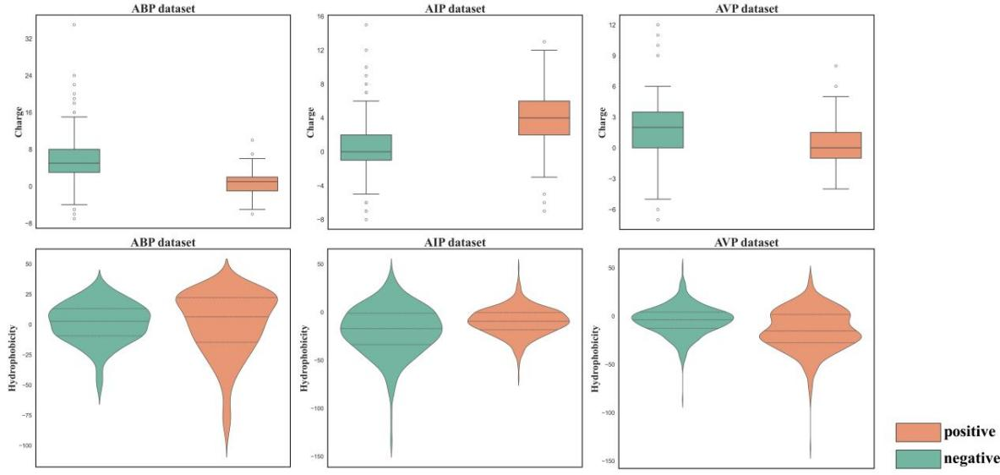 ABP dataset
AIP dataset
AVP dataset
Charge
32
24
16
8
0
−8
Charge
16
12
8
4
0
−4
−8
Charge
12
9
6
3
0
−3
−6
ABP dataset
AIP dataset
AVP dataset
Hydrophobicity
50
25
0
−25
−50
−75
−100
Hydrophobicity
50
0
−50
−100
−150
Hydrophobicity
50
0
−50
−100
−150
positive
negative